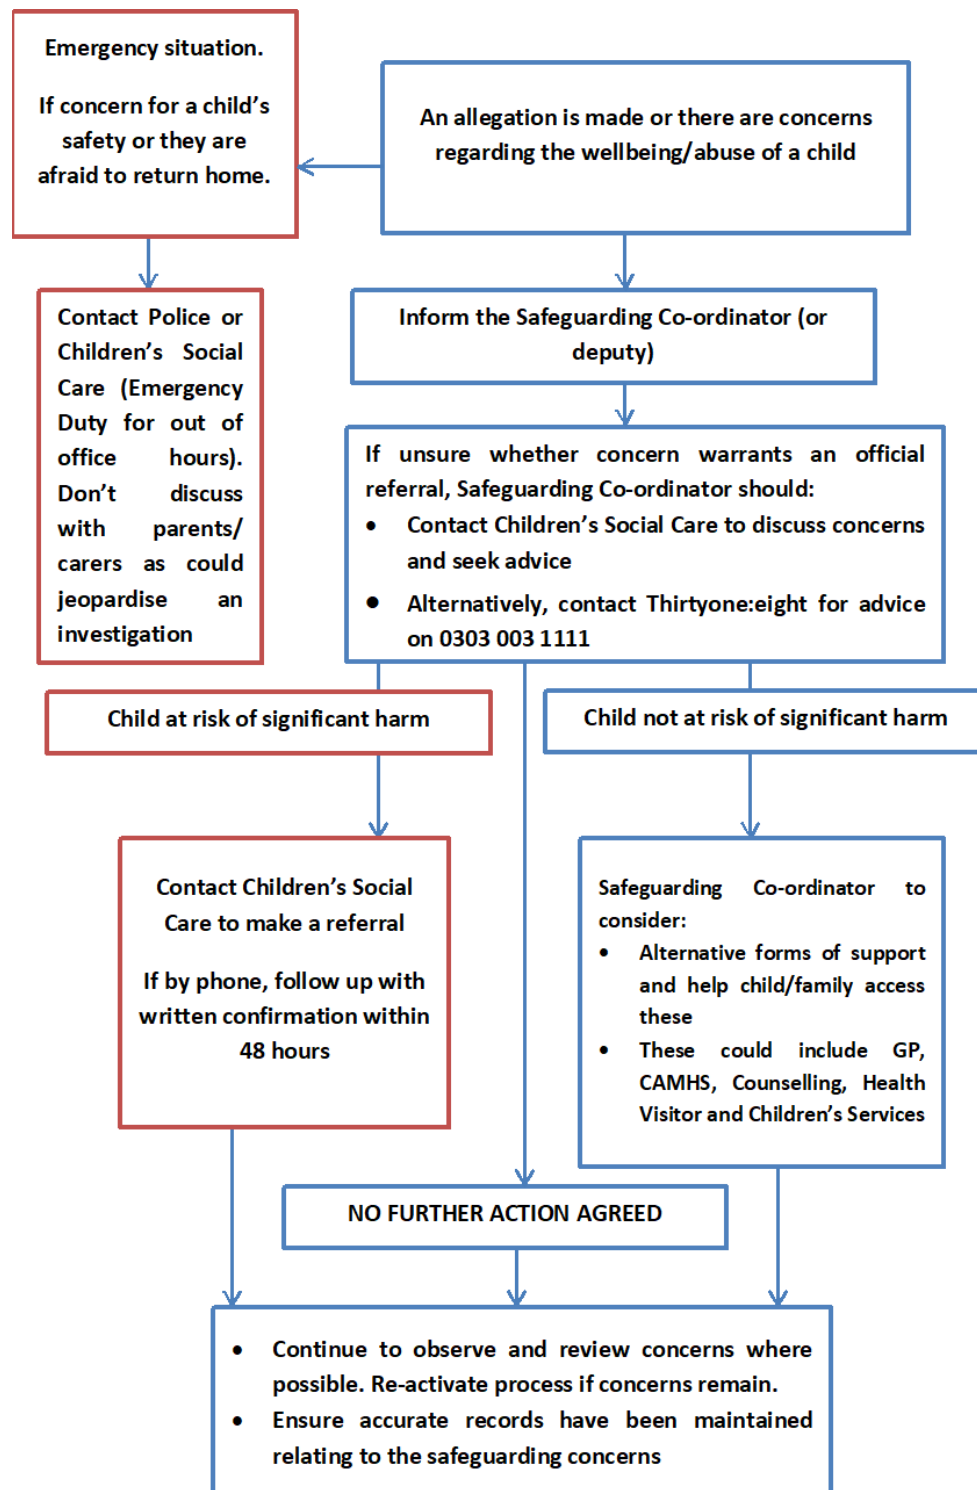 Emergency situation.
If concern for a child's
safety or they are
afraid to return home.
An allegation is made or there are concerns
regarding the wellbeing/abuse of a child
Contact Police or
Children's Social
Care (Emergency
Duty for out of
office hours).
Don't discuss
with parents/
carers as could
jeopardise an
investigation
Inform the Safeguarding Co-ordinator (or
deputy)
If unsure whether concern warrants an official
referral, Safeguarding Co-ordinator should:
• Contact Children's Social Care to discuss concerns
and seek advice
• Alternatively, contact Thirtyone:eight for advice
on 0303 003 1111
Child at risk of significant harm
Child not at risk of significant harm
Contact Children's Social
Care to make a referral
If by phone, follow up with
written confirmation within
48 hours
Safeguarding Co-ordinator to
consider:
• Alternative forms of support
and help child/family access
these
• These could include GP,
CAMHS, Counselling, Health
Visitor and Children's Services
NO FURTHER ACTION AGREED
• Continue to observe and review concerns where
possible. Re-activate process if concerns remain.
• Ensure accurate records have been maintained
relating to the safeguarding concerns